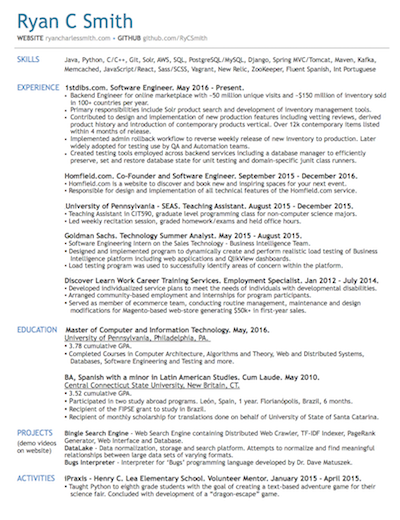 Ryan C Smith
WEBSITE ryancharlessmith.com • GITHUB github.com/RyCSmith
SKILLS Java, Python, C/C++, Git, Solr, AWS, SQL, PostgreSQL/MySQL, Django, Spring MVC/Tomcat, Maven, Kafka,
Memcached, JavaScript/React, Sass/SCSS, Vagrant, New Relic, ZooKeeper, Fluent Spanish, Int Portuguese
EXPERIENCE 1stdibs.com. Software Engineer. May 2016 - Present.
• Backend Engineer for online marketplace with ~50 million unique visits and ~$150 million of inventory sold
in 100+ countries per year.
• Primary responsibilities include Solr product search and development of inventory management tools.
• Contributed to design and implementation of new production features including vetting reviews, derived
product history and introduction of contemporary products vertical. Over 12k contemporary items listed
within 4 months of release.
• Implemented admin rollback workflow to reverse weekly release of new inventory to production. Later
widely adopted for testing use by QA and Automation teams.
• Created testing tools employed across backend services including a database manager to efficiently
preserve, set and restore database state for unit testing and domain-specific junit class runners.
Homfield.com. Co-Founder and Software Engineer. September 2015 - December 2016.
• Homfield.com is a website to discover and book new and inspiring spaces for your next event.
• Responsible for design and implementation of all technical features of the Homfield.com service.
University of Pennsylvania - SEAS. Teaching Assistant. August 2015 - December 2015.
• Teaching Assistant in CIT590, graduate level programming class for non-computer science majors.
• Led weekly recitation session, graded homework/exams and held office hours.
Goldman Sachs. Technology Summer Analyst. May 2015 - August 2015.
• Software Engineering Intern on the Sales Technology - Business Intelligence Team.
• Designed and implemented program to dynamically create and perform realistic load testing of Business
Intelligence platform including web applications and QlikView dashboards.
• Load testing program was used to successfully identify areas of concern within the platform.
Discover Learn Work Career Training Services. Employment Specialist. Jan 2012 - July 2014.
• Developed individualized service plans to meet the needs of individuals with developmental disabilities.
• Arranged community-based employment and internships for program participants.
• Served as member of ecommerce team, conducting routine management, maintenance and design
modifications for Magento-based web-store generating $50k+ in first-year sales.
EDUCATION Master of Computer and Information Technology. May, 2016.
University of Pennsylvania, Philadelphia, PA.
• 3.78 cumulative GPA.
• Completed Courses in Computer Architecture, Algorithms and Theory, Web and Distributed Systems,
Databases, Software Engineering, Human Computer Interaction.
BA, Spanish with a minor in Latin American Studies. Cum Laude. May 2010.
Central Connecticut State University, New Britain, CT.
• 3.52 cumulative GPA.
• Participated in two study abroad programs. León, Spain, 1 year. Florianópolis, Brazil, 6 months.
• Recipient of the FIPSE grant to study in Brazil.
• Recipient of monthly scholarship for translations done on behalf of University of State of Santa Catarina.
PROJECTS Bingle Search Engine - Web Search Engine containing Distributed Web Crawler, TF-IDF Indexer, PageRank
(demo videos Generator, Web Interface and Database.
on website) DataLake - Data normalization, storage and search platform. Attempts to normalize and find meaningful
relationships between large sets of data with varying formats.
Bugs Interpreter - Interpreter for 'Bugs' programming language developed by Dr. Dave Matuszek.
ACTIVITIES iPraxis - Henry C. Lea Elementary School. Volunteer Mentor. January 2015 - April 2015.
• Taught Python to eighth grade students with the goal of creating a text-based adventure game for their
science fair. Concluded with development of a "dragon-escape" game.